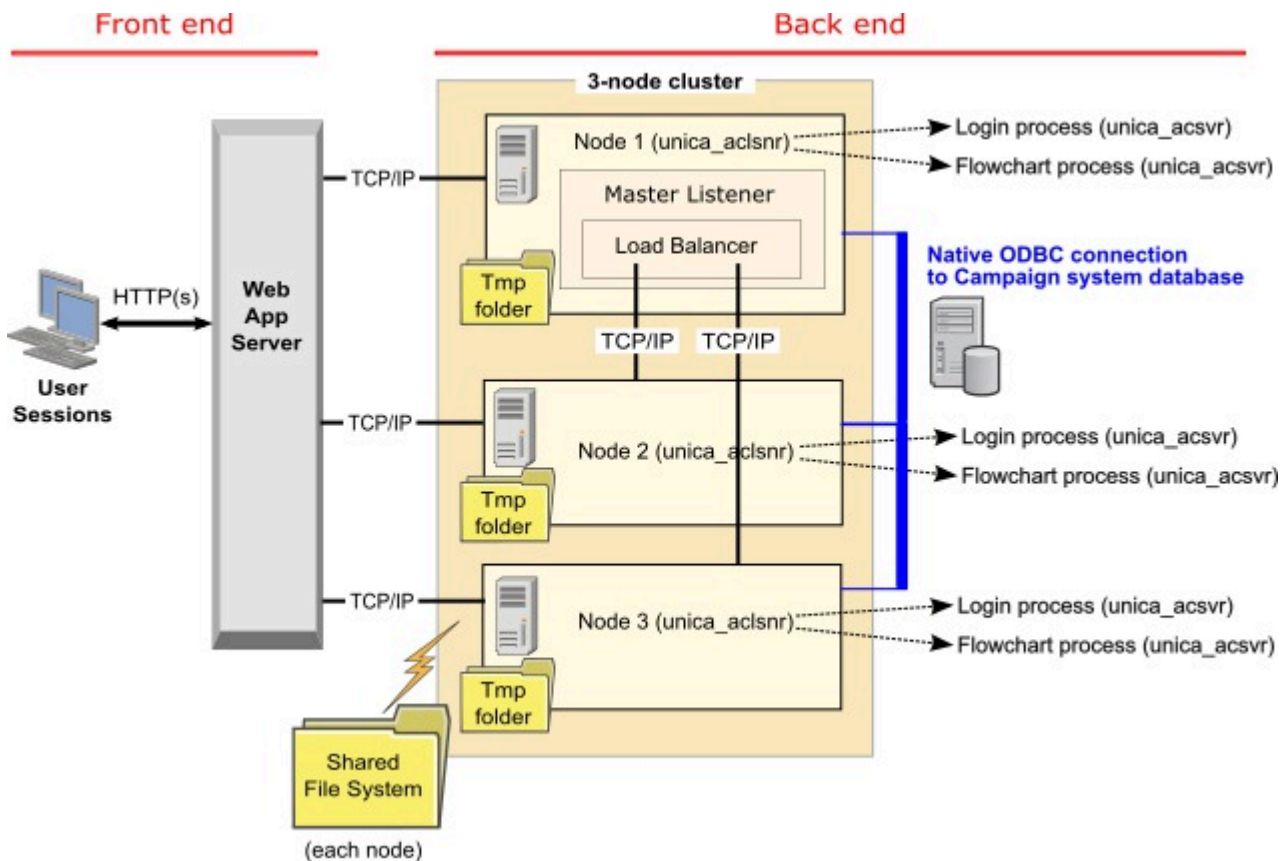 Front end
Back end
3-node cluster
Node 1 (unica_aclsnr)
Login process (unica_acsvr)
Flowchart process (unica_acsvr)
TCP/IP
Master Listener
Load Balancer
Tmp
folder
Native ODBC connection
to Campaign system database
HTTP(s)
Web
App
Server
User
Sessions
TCP/IP
TCP/IP
TCP/IP
Node 2 (unica_aclsnr)
Login process (unica_acsvr)
Flowchart process (unica_acsvr)
Tmp
folder
TCP/IP
Node 3 (unica_aclsnr)
Login process (unica_acsvr)
Flowchart process (unica_acsvr)
Tmp
folder
Shared
File System
(each node)